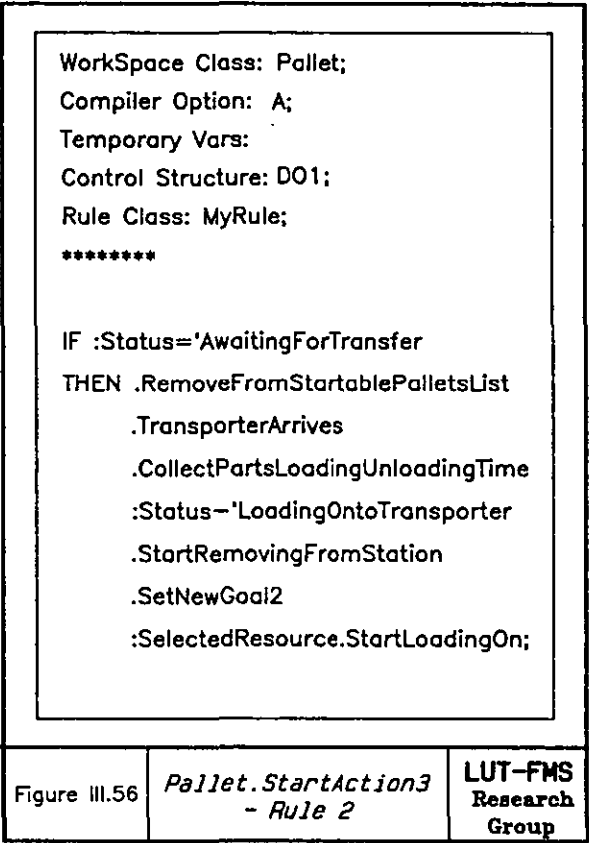 WorkSpace Class: Pallet;
Compiler Option: A;
Temporary Vars:
Control Structure: DO1;
Rule Class: MyRule;
********
IF :Status='AwaitingForTransfer
THEN .RemoveFromStartablePalletsList
.TransporterArrives
.CollectPartsLoadingUnloadingTime
:Status-'LoadingOntoTransporter
.StartRemovingFromStation
.SetNewGoal2
:SelectedResource.StartLoadingOn;
Figure III.56
Pallet.StartAction3
- Rule 2
LUT-FMS
Research
Group